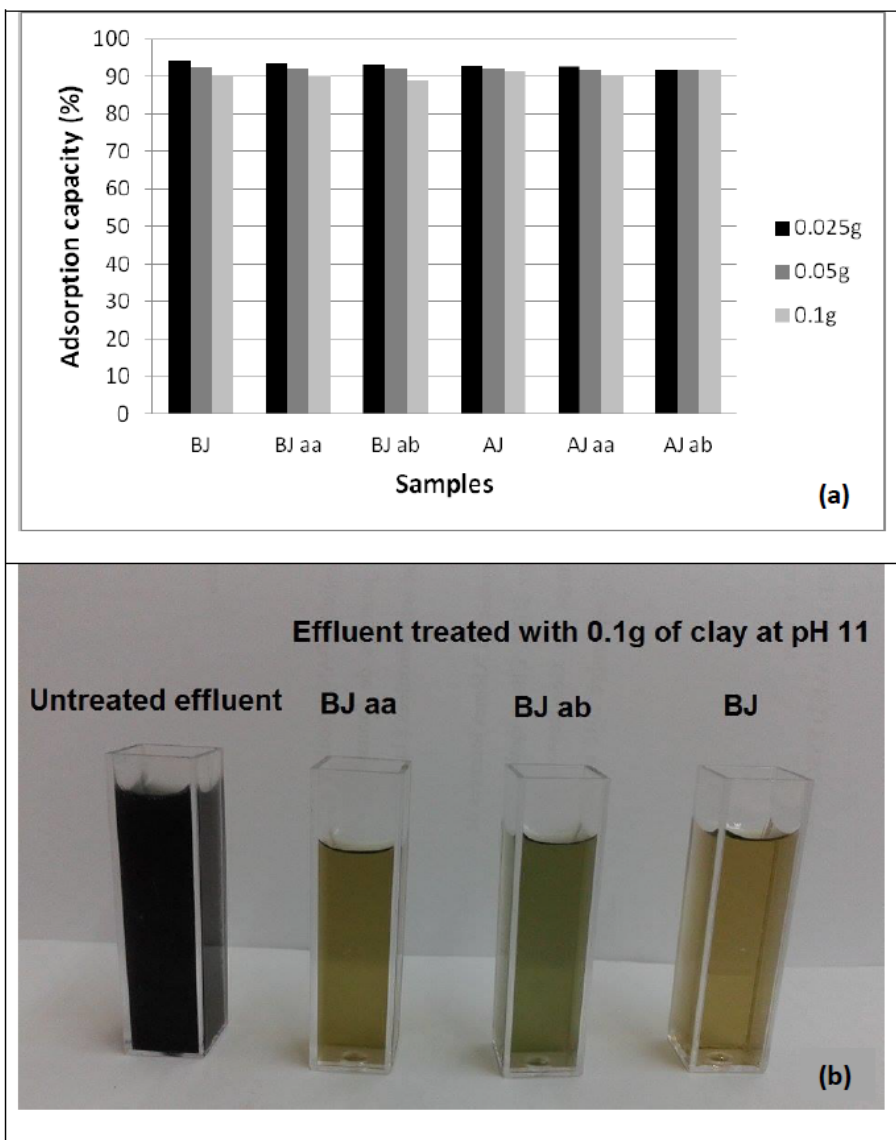 100
90
80
70
60
50
40
30
20
10
0
Adsorption capacity (%)
BJ BJ aa BJ ab AJ AJ aa AJ ab
Samples
0.025g
0.05g
0.1g
(a)
Effluent treated with 0.1g of clay at pH 11
Untreated effluent BJ aa BJ ab BJ
(b)